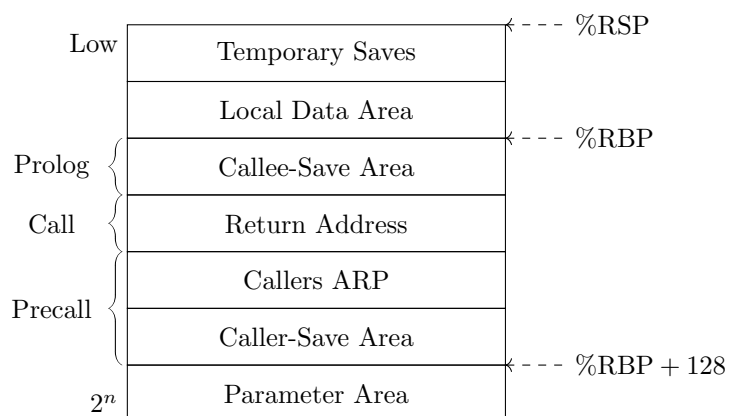 %RSP
Low
Temporary Saves
Local Data Area
%RBP
Prolog
Callee-Save Area
Call
Return Address
Callers ARP
Precall
Caller-Save Area
%RBP + 128
Parameter Area
2ⁿ